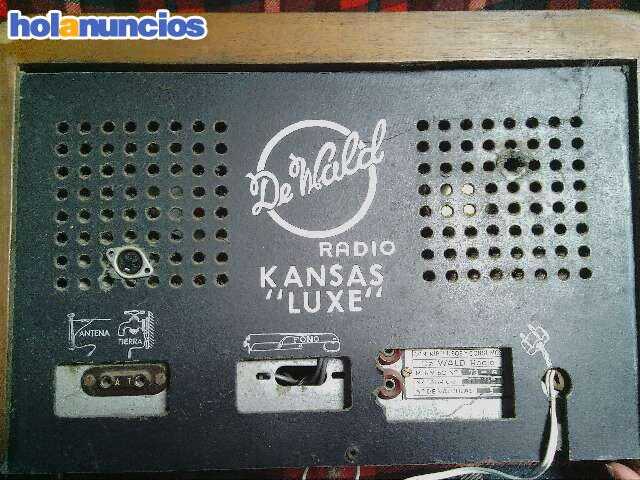 holanuncios
De Wald
RADIO
KANSAS
"LUXE"
ANTENA
TIERRA
FONO
A T
De WALD Radio